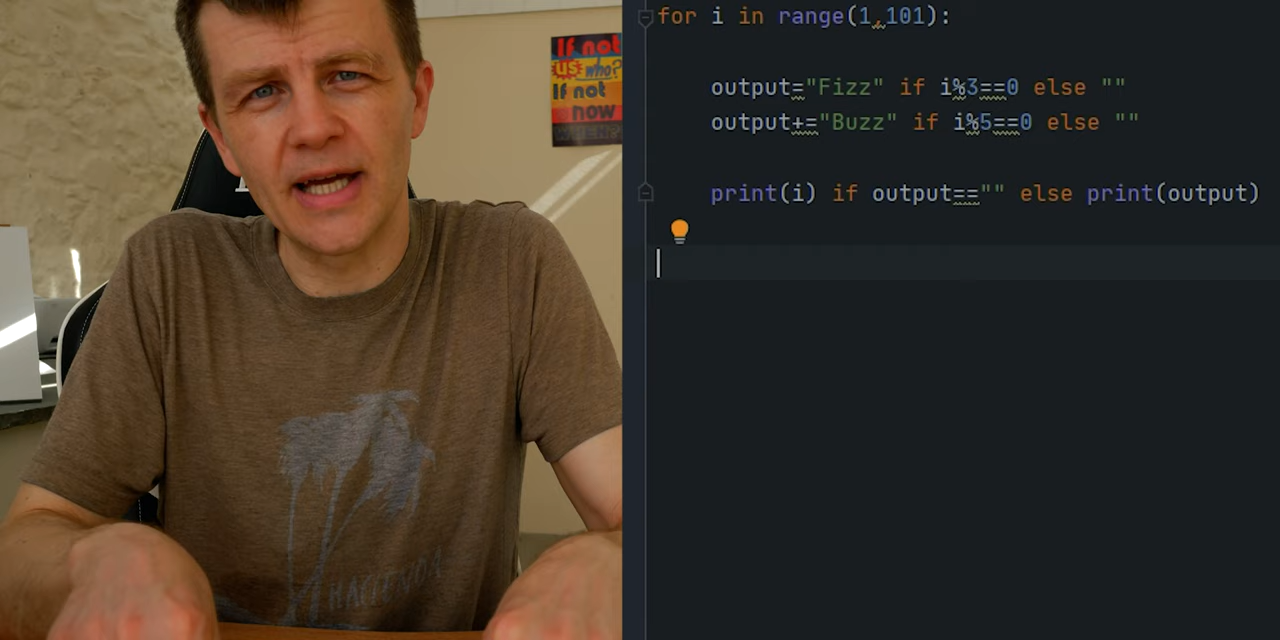 If not
us who?
If not
now
HACIENDA
for i in range(1,101):
output="Fizz" if i%3==0 else ""
output+="Buzz" if i%5==0 else ""
print(i) if output=="" else print(output)